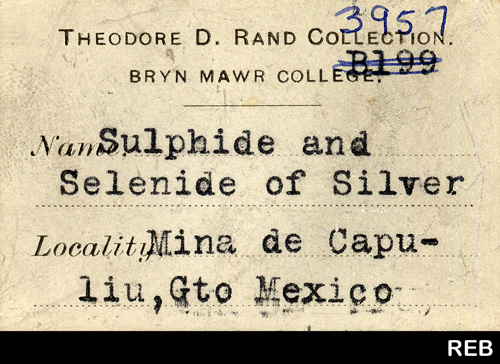 3957
THEODORE D. RAND COLLECTION.
B199
BRYN MAWR COLLEGE.
Name. Sulphide and
Selenide of Silver
Locality Mina de Capu-
liu, Gto Mexico
REB